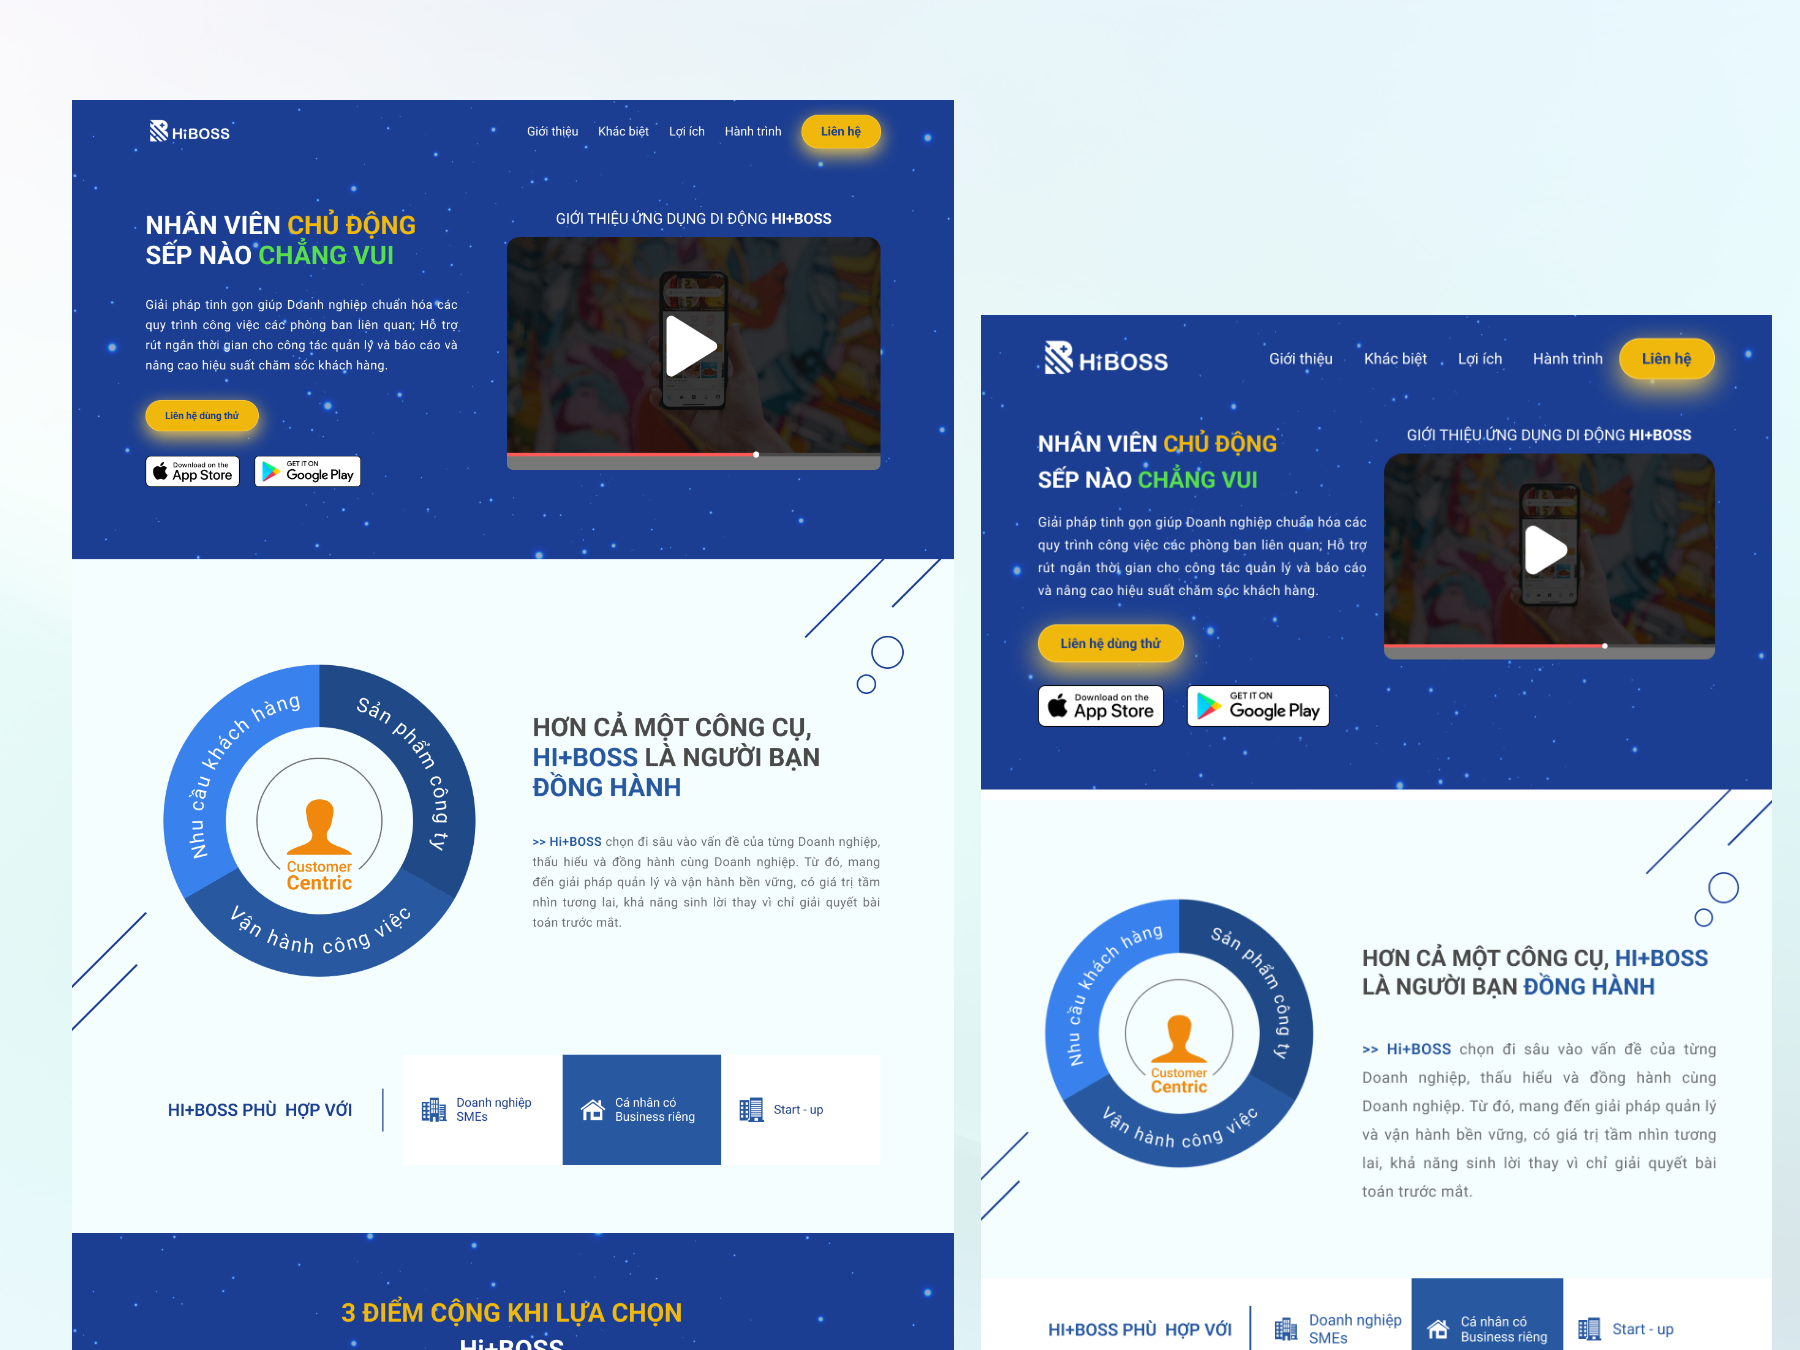 HiBOSS
Giới thiệu
Khác biệt
Lợi ích
Hành trình
Liên hệ
NHÂN VIÊN CHỦ ĐỘNG
SẾP NÀO CHẲNG VUI
Giải pháp tinh gọn giúp Doanh nghiệp chuẩn hóa các
quy trình công việc các phòng ban liên quan; Hỗ trợ
rút ngắn thời gian cho công tác quản lý và báo cáo và
nâng cao hiệu suất chăm sóc khách hàng.
Liên hệ dùng thử
Download on the
App Store
GET IT ON
Google Play
GIỚI THIỆU ỨNG DỤNG DI ĐỘNG HI+BOSS
Nhu cầu khách hàng
Sản phẩm công ty
Vận hành công việc
Customer
Centric
HƠN CẢ MỘT CÔNG CỤ,
HI+BOSS LÀ NGƯỜI BẠN
ĐỒNG HÀNH
>> Hi+BOSS chọn đi sâu vào vấn đề của từng Doanh nghiệp,
thấu hiểu và đồng hành cùng Doanh nghiệp. Từ đó, mang
đến giải pháp quản lý và vận hành bền vững, có giá trị tầm
nhìn tương lai, khả năng sinh lời thay vì chỉ giải quyết bài
toán trước mắt.
HI+BOSS PHÙ HỢP VỚI
Doanh nghiệp
SMEs
Cá nhân có
Business riêng
Start - up
3 ĐIỂM CỘNG KHI LỰA CHỌN
Hi+BOSS
HiBOSS
Giới thiệu
Khác biệt
Lợi ích
Hành trình
Liên hệ
NHÂN VIÊN CHỦ ĐỘNG
SẾP NÀO CHẲNG VUI
Giải pháp tinh gọn giúp Doanh nghiệp chuẩn hóa các
quy trình công việc các phòng ban liên quan; Hỗ trợ
rút ngắn thời gian cho công tác quản lý và báo cáo
và nâng cao hiệu suất chăm sóc khách hàng.
Liên hệ dùng thử
Download on the
App Store
GET IT ON
Google Play
GIỚI THIỆU ỨNG DỤNG DI ĐỘNG HI+BOSS
Nhu cầu khách hàng
Sản phẩm công ty
Vận hành công việc
Customer
Centric
HƠN CẢ MỘT CÔNG CỤ, HI+BOSS
LÀ NGƯỜI BẠN ĐỒNG HÀNH
>> Hi+BOSS chọn đi sâu vào vấn đề của từng
Doanh nghiệp, thấu hiểu và đồng hành cùng
Doanh nghiệp. Từ đó, mang đến giải pháp quản lý
và vận hành bền vững, có giá trị tầm nhìn tương
lai, khả năng sinh lời thay vì chỉ giải quyết bài
toán trước mắt.
HI+BOSS PHÙ HỢP VỚI
Doanh nghiệp
SMEs
Cá nhân có
Business riêng
Start - up